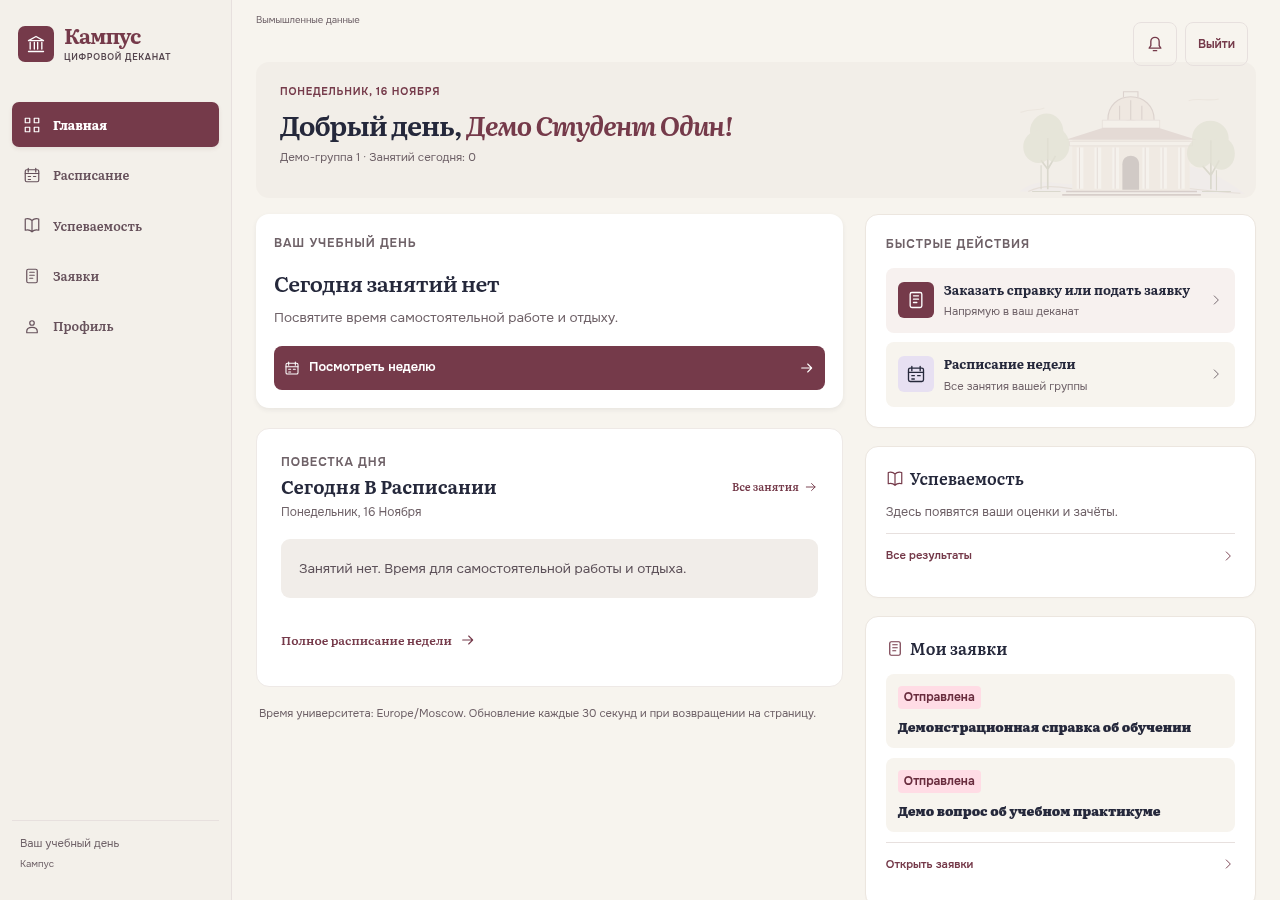 Кампус
ЦИФРОВОЙ ДЕКАНАТ
Главная
Расписание
Успеваемость
Заявки
Профиль
Ваш учебный день
Кампус
Вымышленные данные
Выйти
ПОНЕДЕЛЬНИК, 16 НОЯБРЯ
Добрый день, Демо Студент Один!
Демо-группа 1 · Занятий сегодня: 0
ВАШ УЧЕБНЫЙ ДЕНЬ
Сегодня занятий нет
Посвятите время самостоятельной работе и отдыху.
Посмотреть неделю
ПОВЕСТКА ДНЯ
Сегодня В Расписании
Все занятия
Понедельник, 16 Ноября
Занятий нет. Время для самостоятельной работы и отдыха.
Полное расписание недели
Время университета: Europe/Moscow. Обновление каждые 30 секунд и при возвращении на страницу.
БЫСТРЫЕ ДЕЙСТВИЯ
Заказать справку или подать заявку
Напрямую в ваш деканат
Расписание недели
Все занятия вашей группы
Успеваемость
Здесь появятся ваши оценки и зачёты.
Все результаты
Мои заявки
Отправлена
Демонстрационная справка об обучении
Отправлена
Демо вопрос об учебном практикуме
Открыть заявки